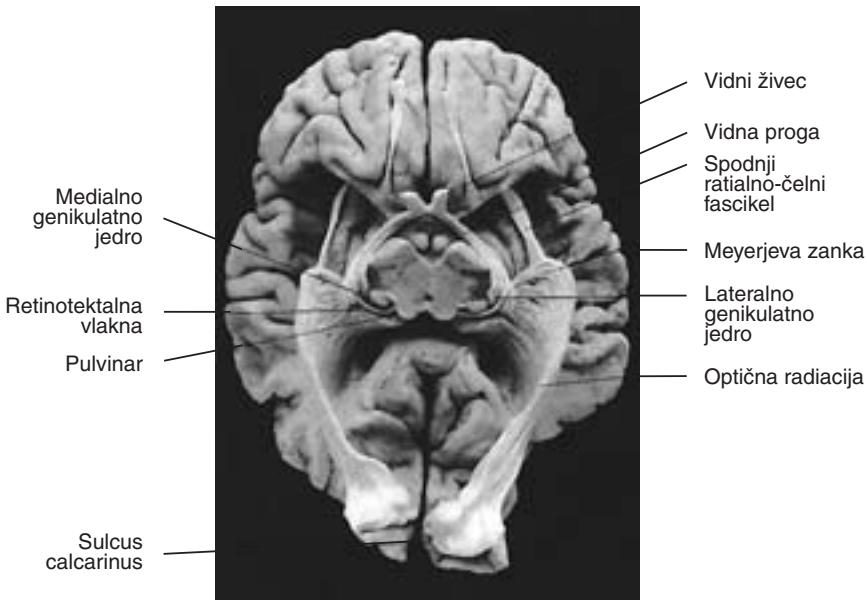 Medialno
genikulatno
jedro
Retinotektalna
vlakna
Pulvinar
Sulcus
calcarinus
Vidni živec
Vidna proga
Spodnji
ratialno-čelni
fascikel
Meyerjeva zanka
Lateralno
genikulatno
jedro
Optična radiacija